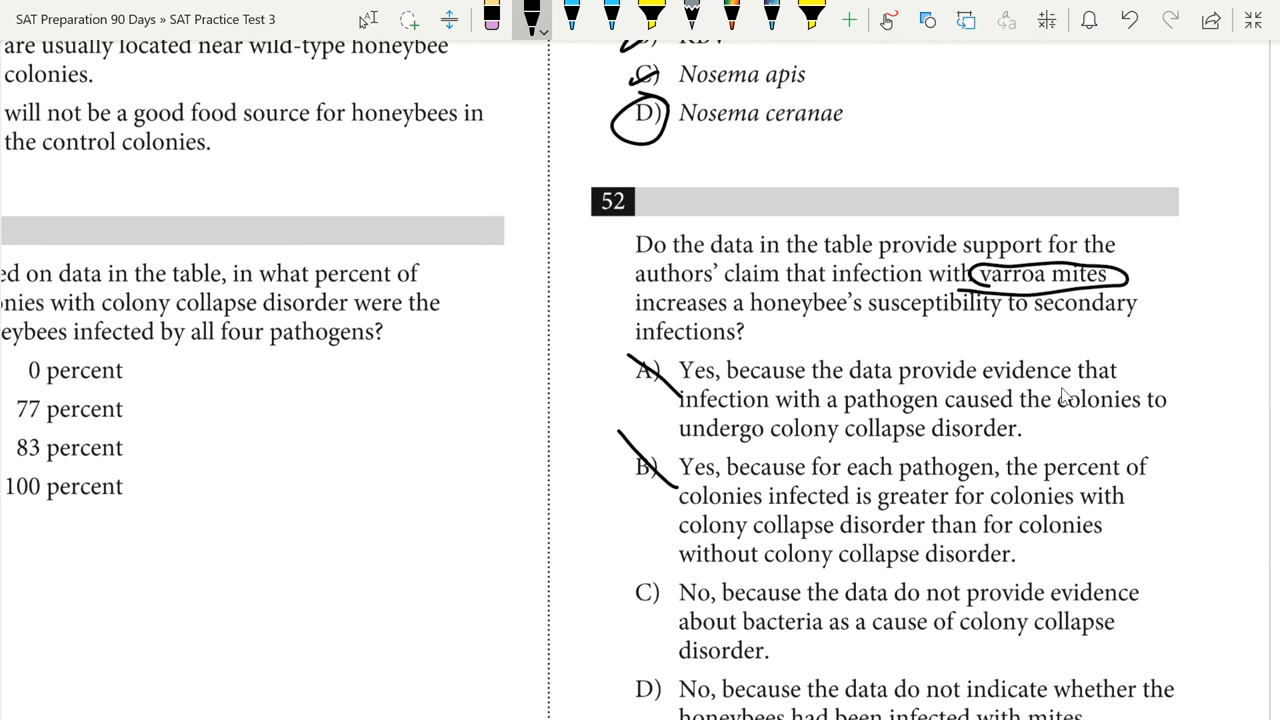 SAT Preparation 90 Days » SAT Practice Test 3
are usually located near wild-type honeybee
colonies.
will not be a good food source for honeybees in
the control colonies.
ed on data in the table, in what percent of
nies with colony collapse disorder were the
eybees infected by all four pathogens?
0 percent
77 percent
83 percent
100 percent
C) Nosema apis
D) Nosema ceranae
52
Do the data in the table provide support for the
authors’ claim that infection with varroa mites
increases a honeybee’s susceptibility to secondary
infections?
A) Yes, because the data provide evidence that
infection with a pathogen caused the colonies to
undergo colony collapse disorder.
B) Yes, because for each pathogen, the percent of
colonies infected is greater for colonies with
colony collapse disorder than for colonies
without colony collapse disorder.
C) No, because the data do not provide evidence
about bacteria as a cause of colony collapse
disorder.
D) No, because the data do not indicate whether the
honeybees had been infected with mites.